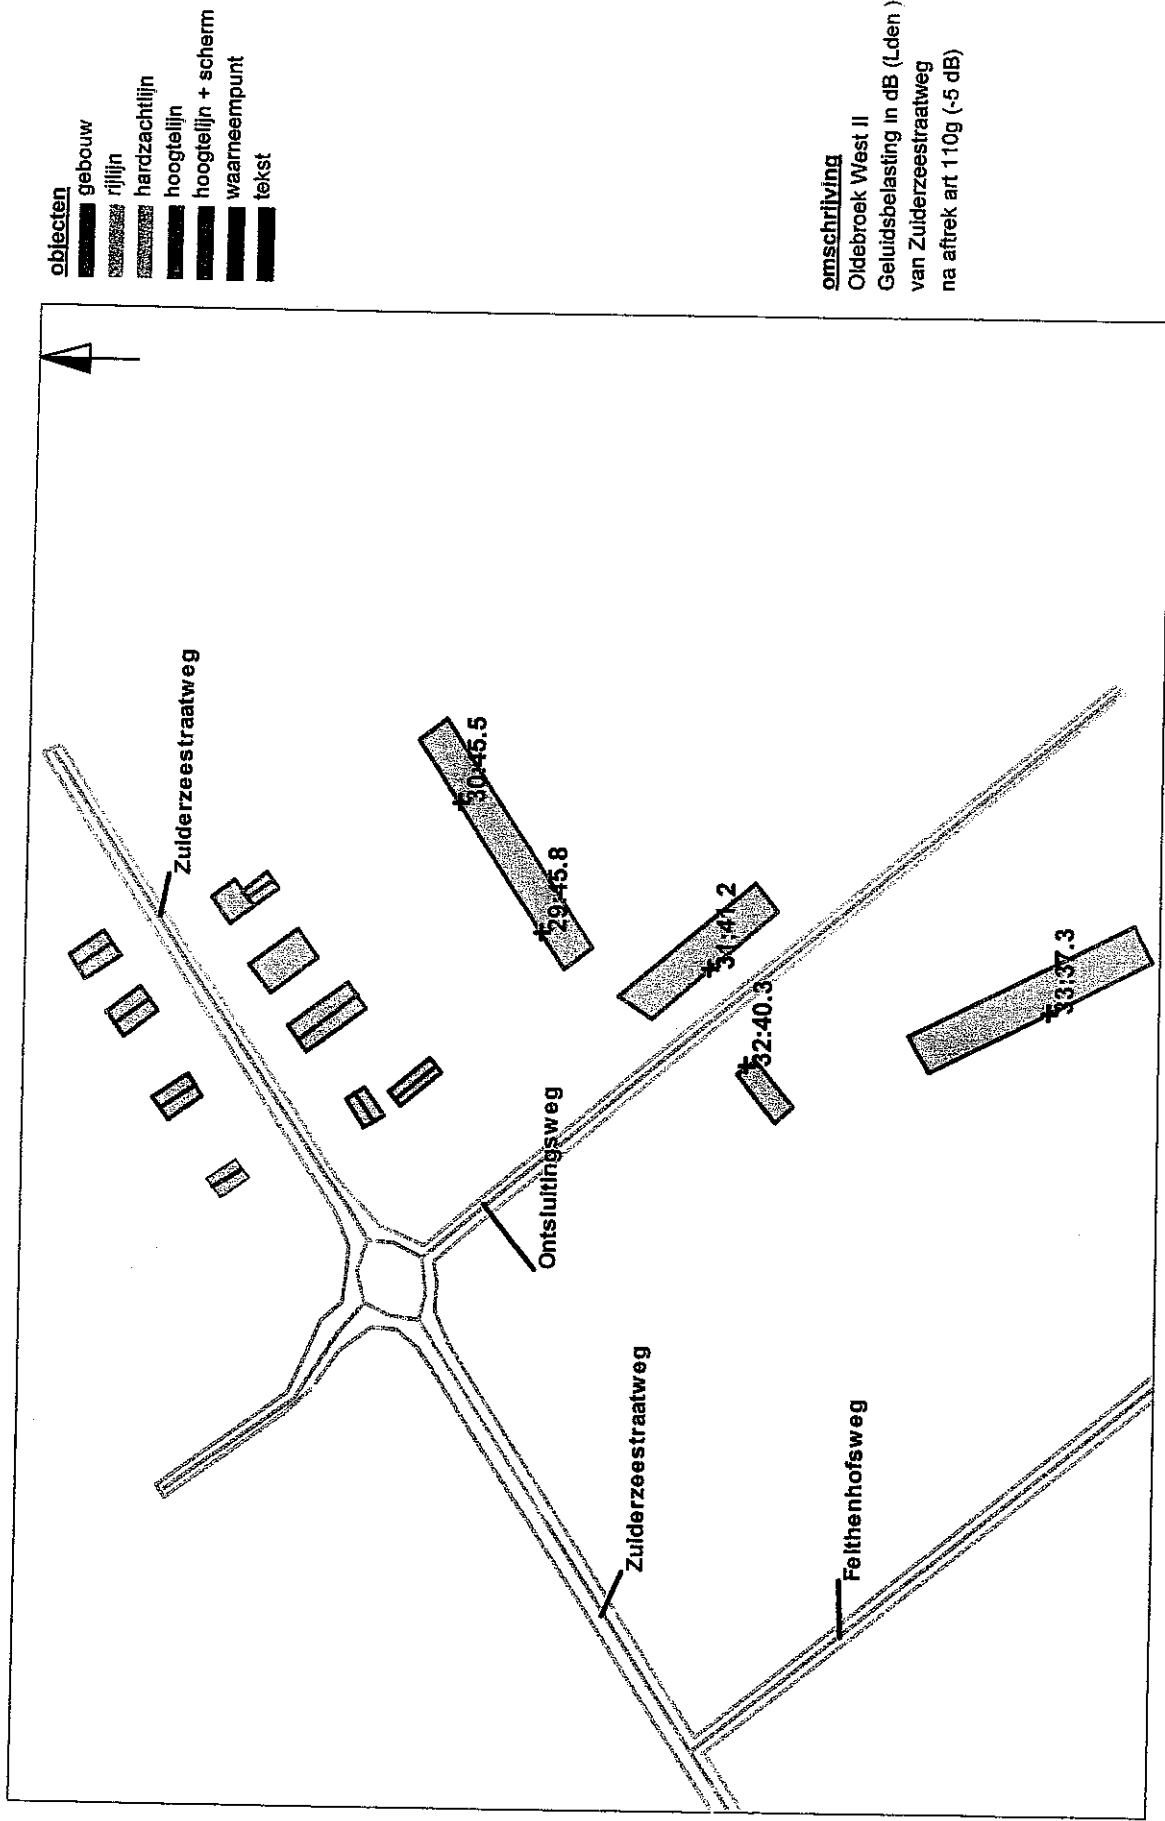 objecten
gebouw
rijlijn
hardzachtlijn
hoogtelijn
hoogtelijn + scherm
waarneempunt
tekst
omschrijving
Oldebroek West II
Geluidsbelasting in dB (Lden )
van Zuiderzeestraatweg
na aftrek art 110g (-5 dB)
Zuiderzeestraatweg
30:45.5
29:45.8
31:41.2
32:40.3
33:37.3
Ontsluitingsweg
Zuiderzeestraatweg
Feithenhofsweg